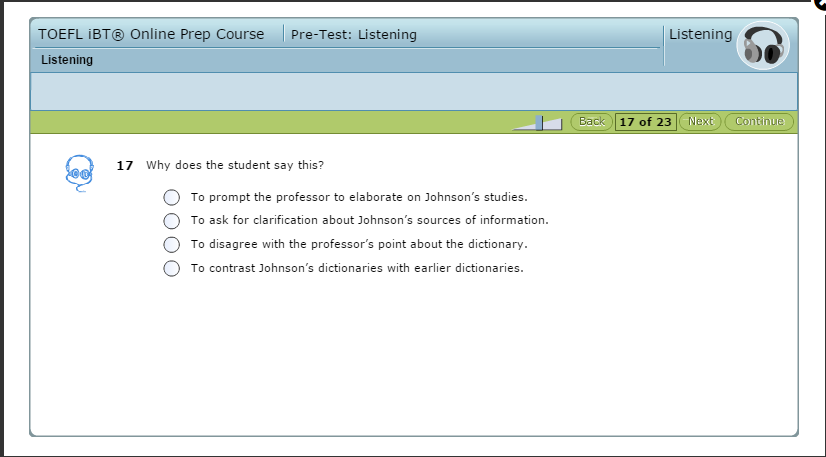 TOEFL iBT® Online Prep Course Pre-Test: Listening Listening
Listening
Back 17 of 23 Next Continue
17 Why does the student say this?
To prompt the professor to elaborate on Johnson's studies.
To ask for clarification about Johnson's sources of information.
To disagree with the professor's point about the dictionary.
To contrast Johnson's dictionaries with earlier dictionaries.